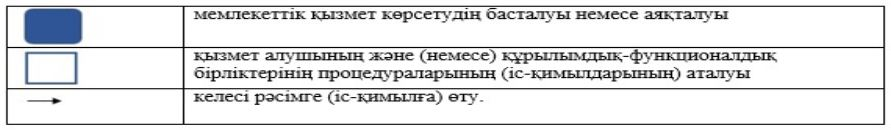 мемлекеттік қызмет көрсетудің басталуы немесе аяқталуы
қызмет алушының және (немесе) құрылымдық-функционалдық
бірліктерінің процедураларының (іс-қимылдарының) аталуы
келесі рәсімге (іс-қимылға) өту.